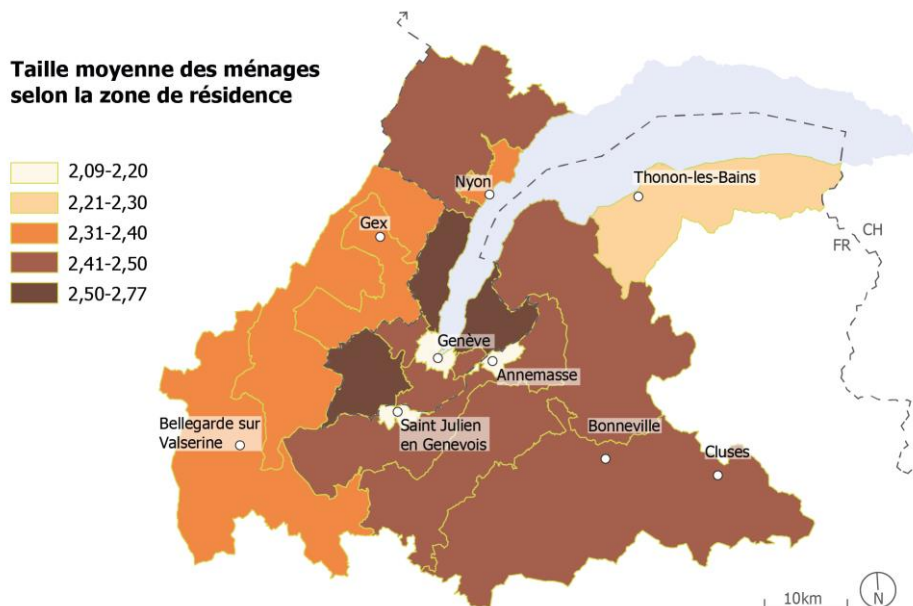 Taille moyenne des ménages
selon la zone de résidence
2,09-2,20
2,21-2,30
2,31-2,40
2,41-2,50
2,50-2,77
Nyon
Thonon-les-Bains
Gex
FR
CH
Genève
Annemasse
Bellegarde sur
Valserine
Saint Julien
en Genevois
Bonneville
Cluses
10km
N